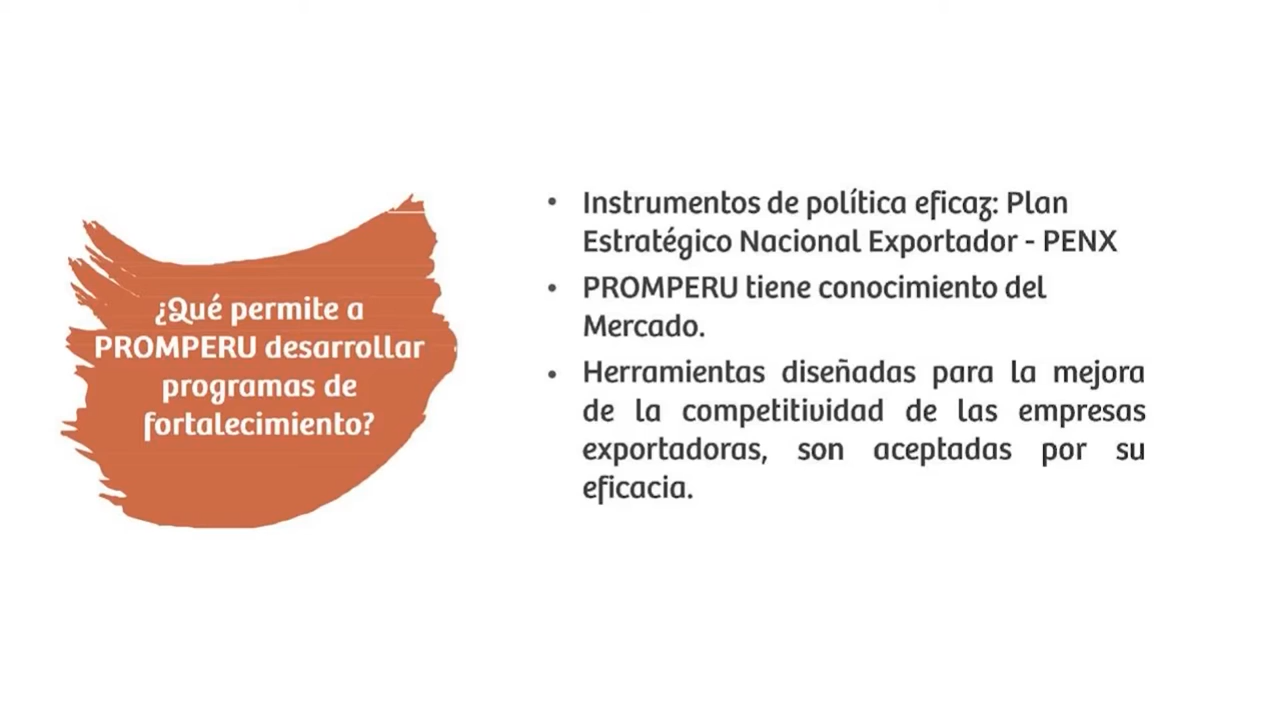 ¿Qué permite a
PROMPERU desarrollar
programas de
fortalecimiento?
• Instrumentos de política eficaz: Plan
Estratégico Nacional Exportador - PENX
• PROMPERU tiene conocimiento del
Mercado.
• Herramientas diseñadas para la mejora
de la competitividad de las empresas
exportadoras, son aceptadas por su
eficacia.